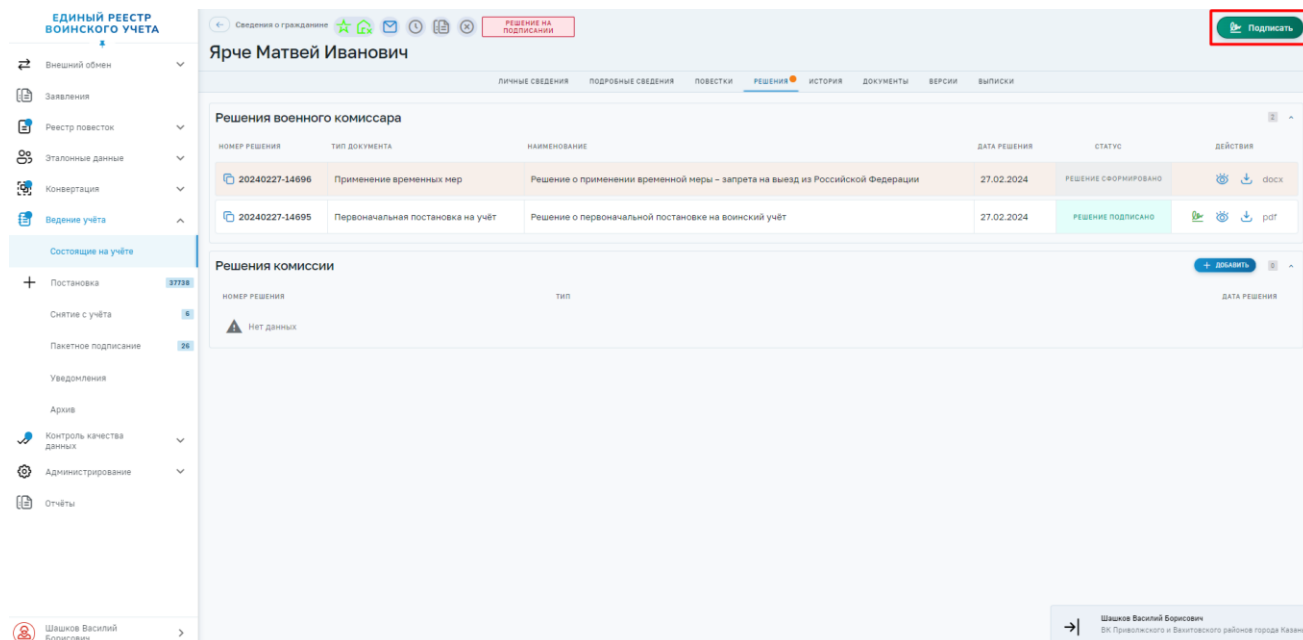 ЕДИНЫЙ РЕЕСТР
ВОИНСКОГО УЧЕТА
Внешний обмен
Заявления
Реестр повесток
Эталонные данные
Конвертация
Ведение учёта
Состоящие на учёте
Постановка 37738
Снятие с учёта 6
Пакетное подписание 26
Уведомления
Архив
Контроль качества
данных
Администрирование
Отчёты
Шашков Василий
Борисович
Сведения о гражданине
РЕШЕНИЕ НА
ПОДПИСАНИИ
Подписать
Ярче Матвей Иванович
ЛИЧНЫЕ СВЕДЕНИЯ ПОДРОБНЫЕ СВЕДЕНИЯ ПОВЕСТКИ РЕШЕНИЯ ИСТОРИЯ ДОКУМЕНТЫ ВЕРСИИ ВЫПИСКИ
Решения военного комиссара 2
НОМЕР РЕШЕНИЯ ТИП ДОКУМЕНТА НАИМЕНОВАНИЕ ДАТА РЕШЕНИЯ СТАТУС ДЕЙСТВИЯ
20240227-14696 Применение временных мер Решение о применении временной меры – запрета на выезд из Российской Федерации 27.02.2024 РЕШЕНИЕ СФОРМИРОВАНО docx
20240227-14695 Первоначальная постановка на учёт Решение о первоначальной постановке на воинский учёт 27.02.2024 РЕШЕНИЕ ПОДПИСАНО pdf
Решения комиссии + ДОБАВИТЬ 0
НОМЕР РЕШЕНИЯ ТИП ДАТА РЕШЕНИЯ
Нет данных
Шашков Василий Борисович
ВК Приволжского и Вахитовского районов города Казан